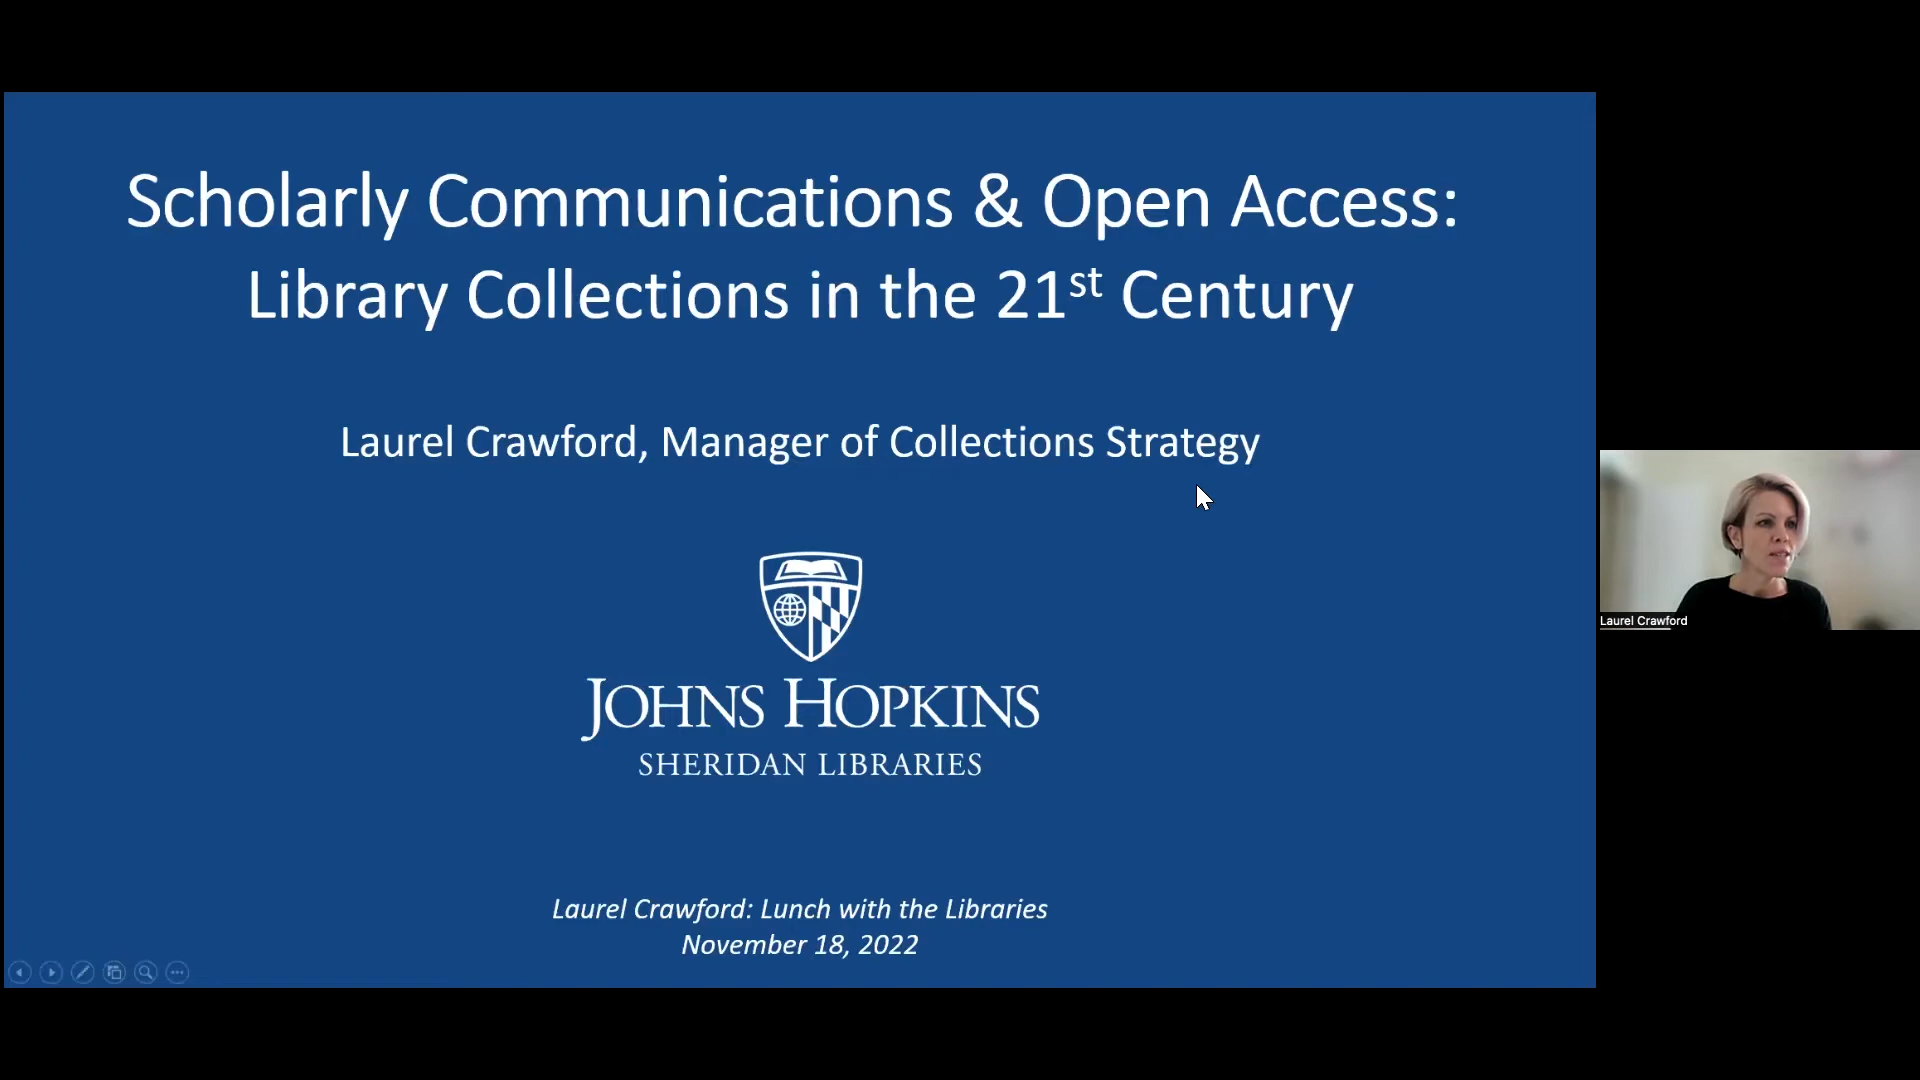 Scholarly Communications & Open Access:
Library Collections in the 21st Century
Laurel Crawford, Manager of Collections Strategy
JOHNS HOPKINS
SHERIDAN LIBRARIES
Laurel Crawford: Lunch with the Libraries
November 18, 2022
Laurel Crawford